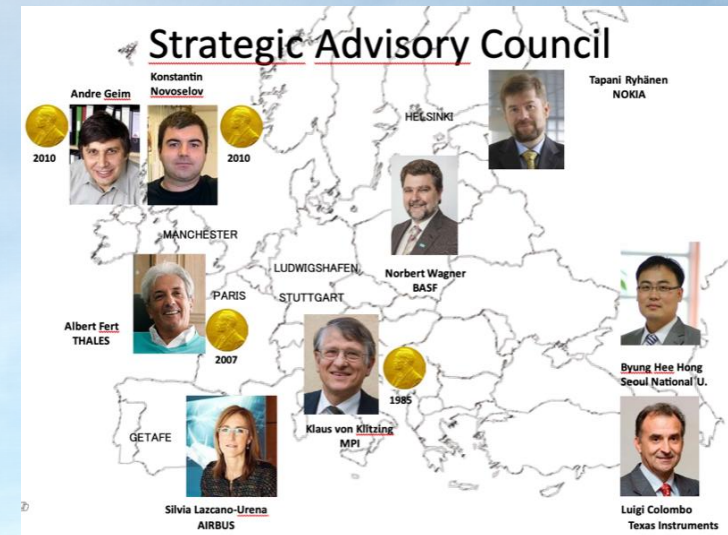 Strategic Advisory Council
Konstantin
Novoselov
Andre Geim
2010
2010
Tapani Ryhänen
NOKIA
HELSINKI
MANCHESTER
LUDWIGSHAFEN
Norbert Wagner
BASF
PARIS
STUTTGART
Albert Fert
THALES
2007
Byung Hee Hong
Seoul National U.
1985
Klaus von Klitzing
MPI
GETAFE
Silvia Lazcano-Urena
AIRBUS
Luigi Colombo
Texas Instruments